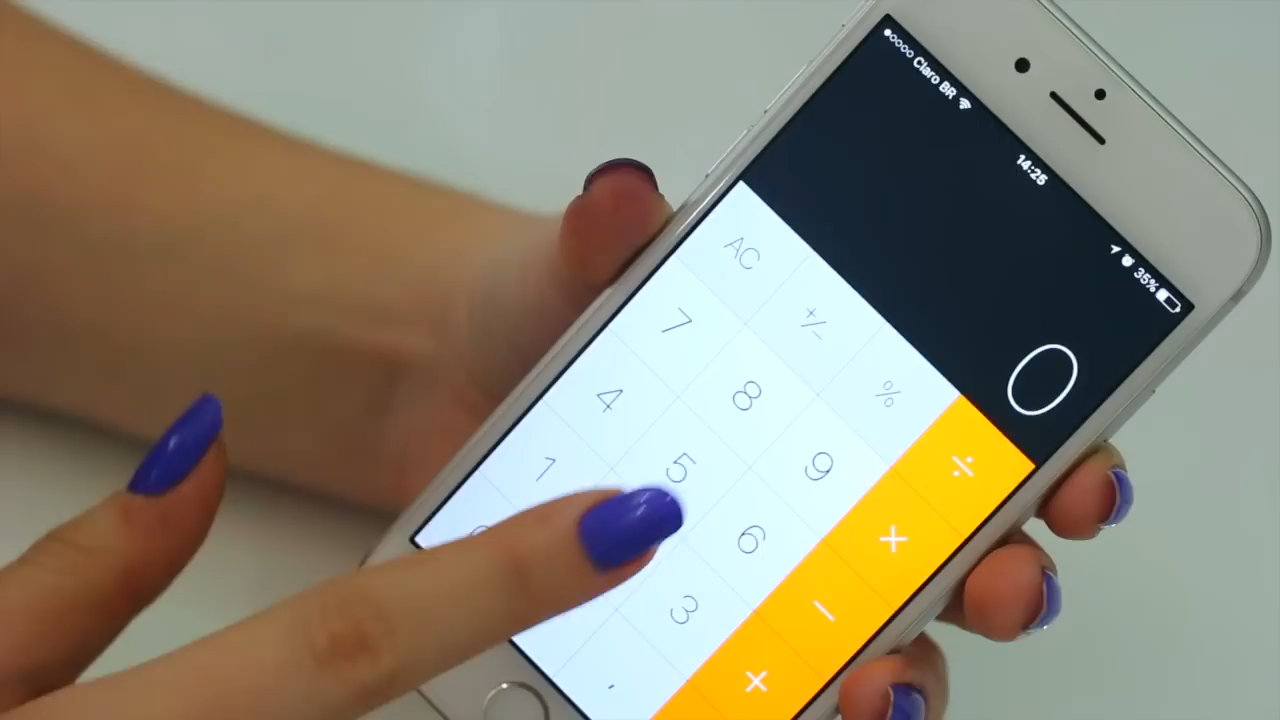 Claro BR
14:25
35%
0
AC +/- % ÷
7 8 9 ×
4 5 6 −
1 3 +
,